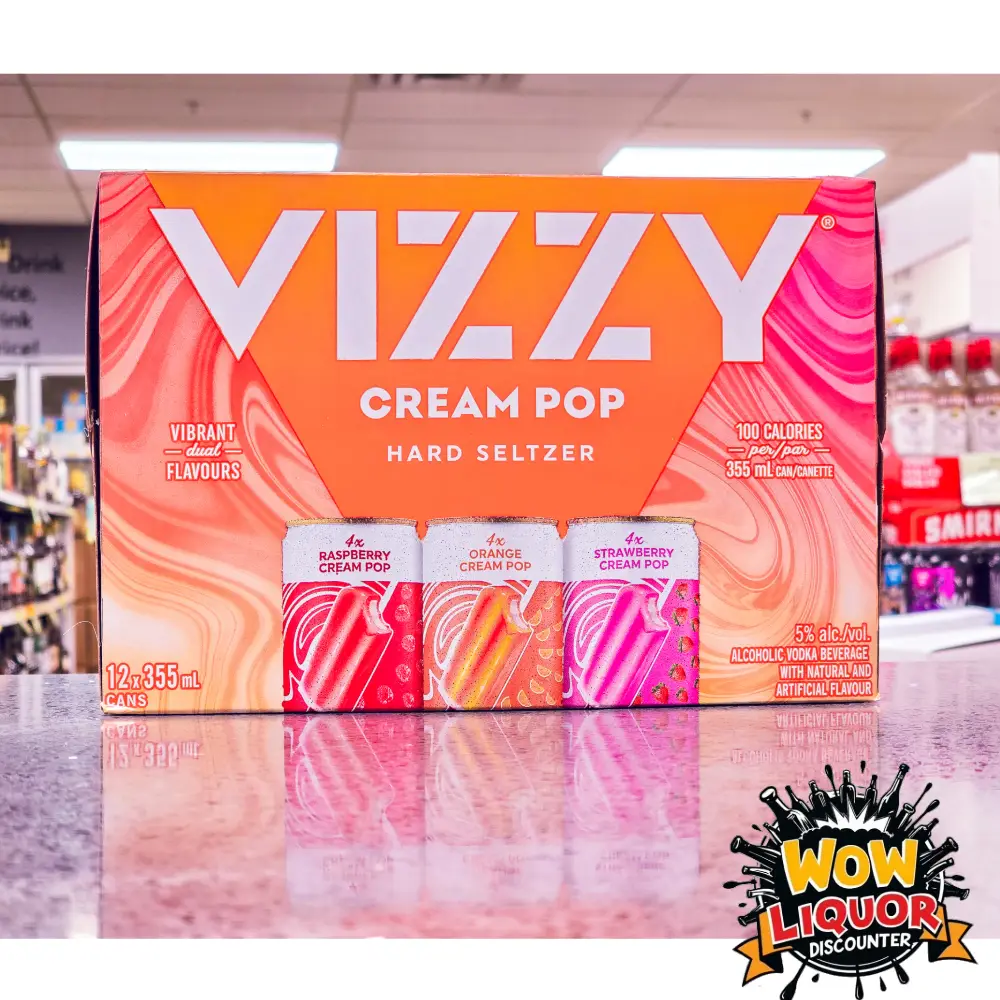 VIZZY®
CREAM POP
HARD SELTZER
VIBRANT
dual
FLAVOURS
100 CALORIES
per/par
355 mL CAN/CANETTE
4x
RASPBERRY
CREAM POP
4x
ORANGE
CREAM POP
4x
STRAWBERRY
CREAM POP
12 x 355 mL
CANS
5% alc./vol.
ALCOHOLIC VODKA BEVERAGE
WITH NATURAL AND
ARTIFICIAL FLAVOUR
Drink
SMIR
WOW
LIQUOR
DISCOUNTER